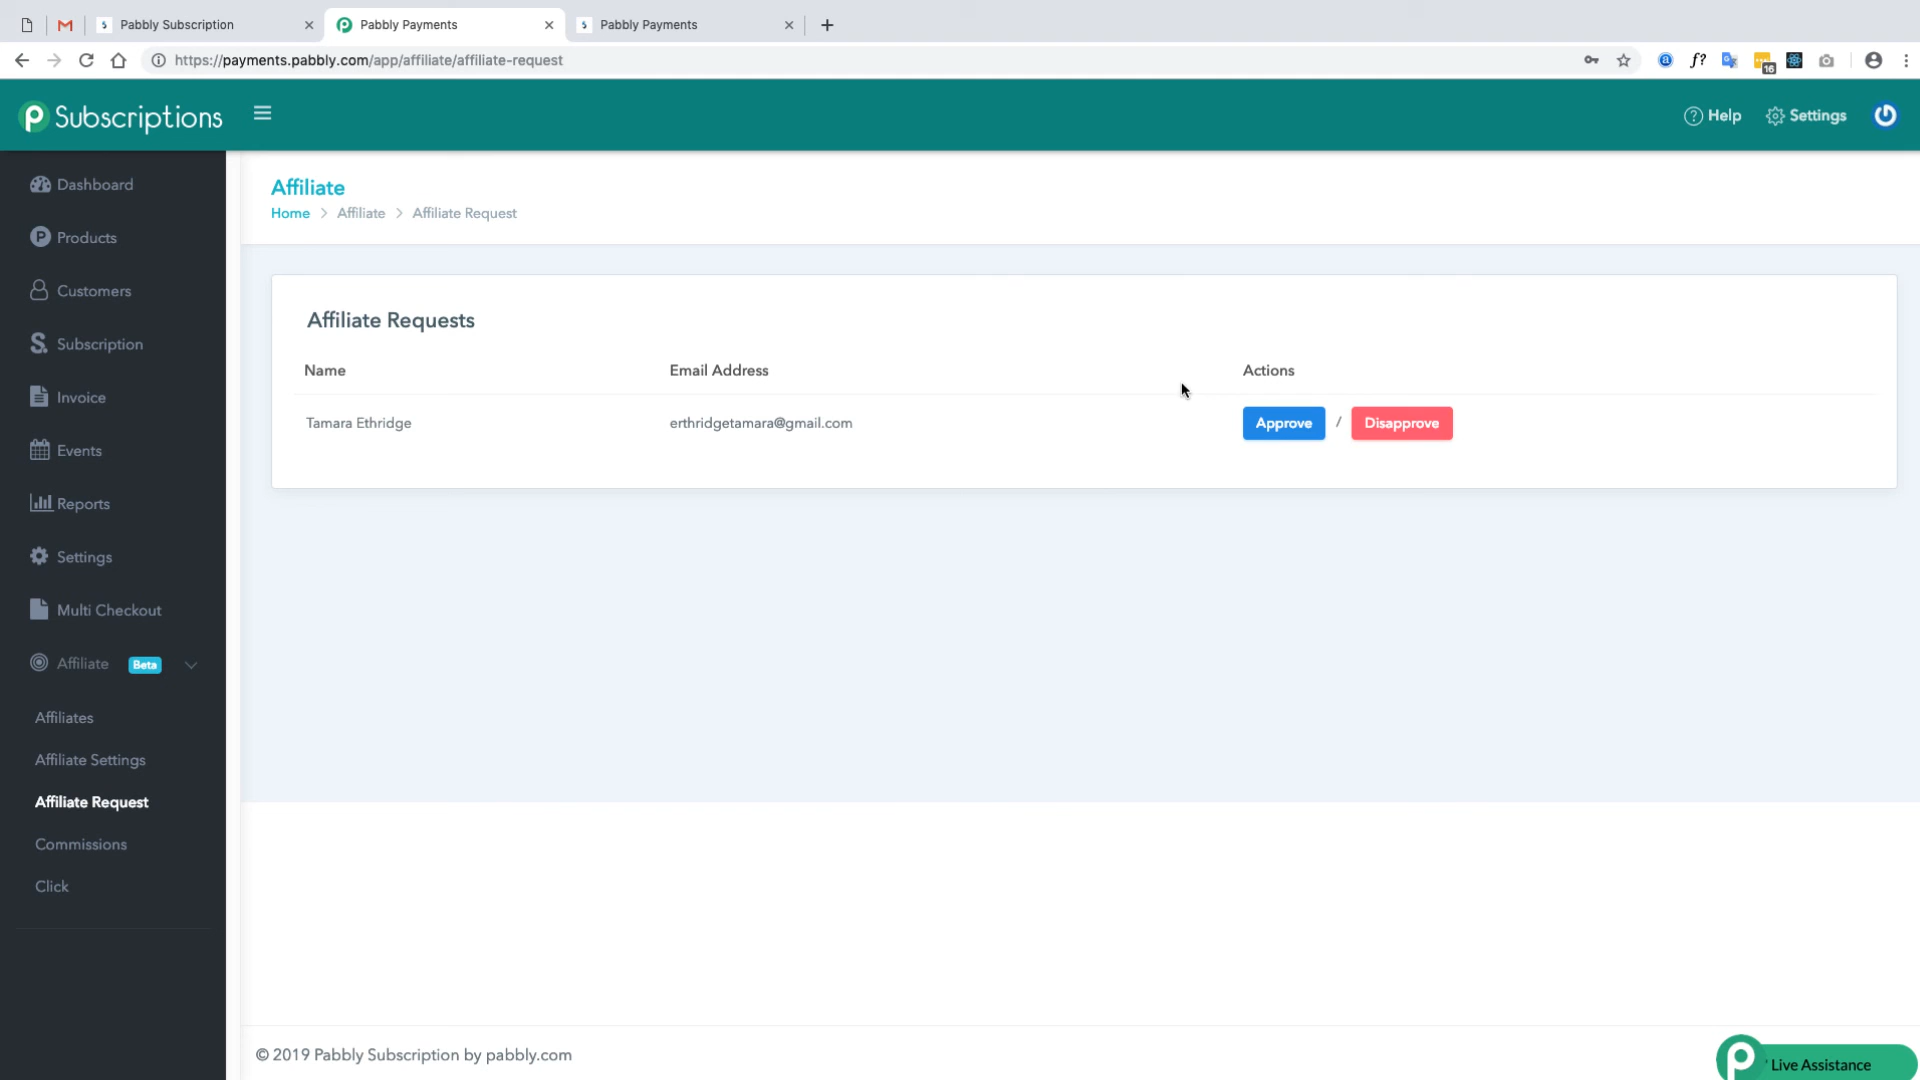 Pabbly Subscription
Pabbly Payments
Pabbly Payments
https://payments.pabbly.com/app/affiliate/affiliate-request
f?
16
Subscriptions
Help
Settings
Dashboard
Products
Customers
Subscription
Invoice
Events
Reports
Settings
Multi Checkout
Affiliate Beta
Affiliates
Affiliate Settings
Affiliate Request
Commissions
Click
Affiliate
Home > Affiliate > Affiliate Request
Affiliate Requests
Name Email Address Actions
Tamara Ethridge erthridgetamara@gmail.com Approve / Disapprove
© 2019 Pabbly Subscription by pabbly.com
Live Assistance